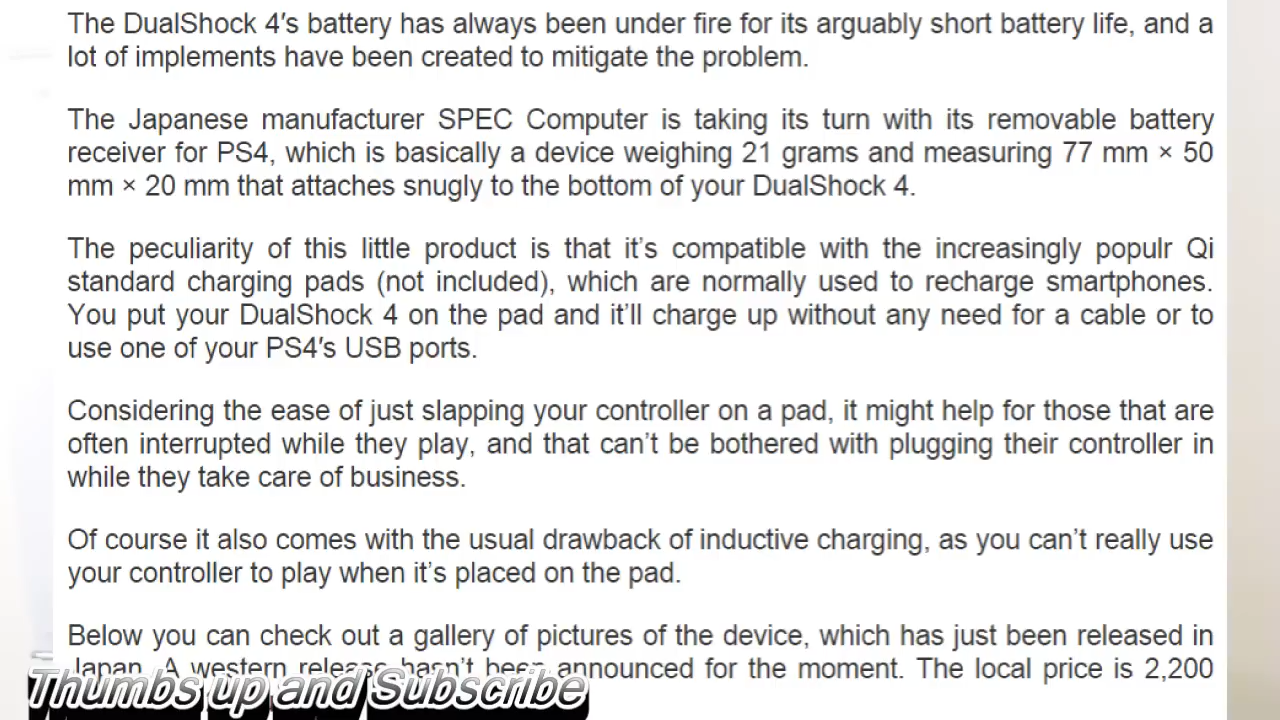 The DualShock 4′s battery has always been under fire for its arguably short battery life, and a
lot of implements have been created to mitigate the problem.
The Japanese manufacturer SPEC Computer is taking its turn with its removable battery
receiver for PS4, which is basically a device weighing 21 grams and measuring 77 mm × 50
mm × 20 mm that attaches snugly to the bottom of your DualShock 4.
The peculiarity of this little product is that it’s compatible with the increasingly populr Qi
standard charging pads (not included), which are normally used to recharge smartphones.
You put your DualShock 4 on the pad and it’ll charge up without any need for a cable or to
use one of your PS4′s USB ports.
Considering the ease of just slapping your controller on a pad, it might help for those that are
often interrupted while they play, and that can’t be bothered with plugging their controller in
while they take care of business.
Of course it also comes with the usual drawback of inductive charging, as you can’t really use
your controller to play when it’s placed on the pad.
Below you can check out a gallery of pictures of the device, which has just been released in
Japan. A western release hasn’t been announced for the moment. The local price is 2,200
Thumbs up and Subscribe